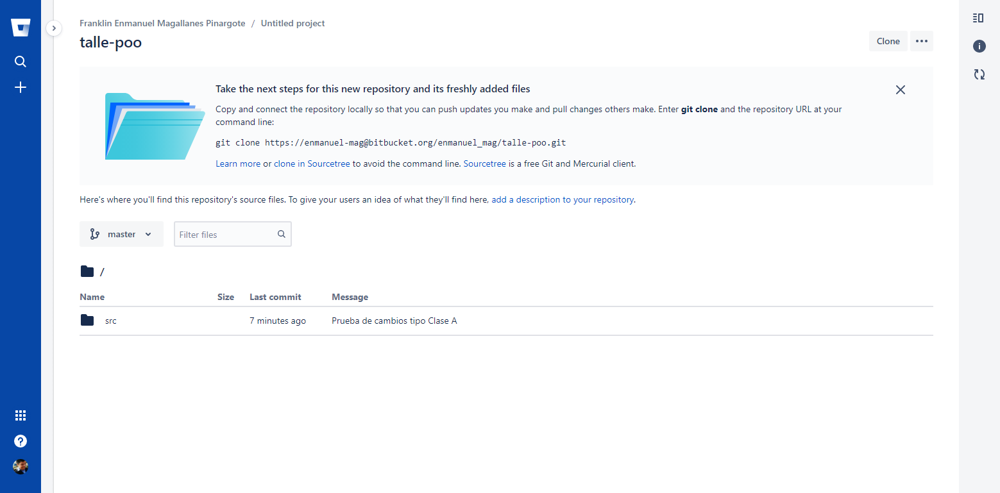 Franklin Enmanuel Magallanes Pinargote / Untitled project
talle-poo
Clone
Take the next steps for this new repository and its freshly added files
Copy and connect the repository locally so that you can push updates you make and pull changes others make. Enter git clone and the repository URL at your
command line:
git clone https://enmanuel-mag@bitbucket.org/enmanuel_mag/talle-poo.git
Learn more or clone in Sourcetree to avoid the command line. Sourcetree is a free Git and Mercurial client.
Here's where you'll find this repository's source files. To give your users an idea of what they'll find here, add a description to your repository.
master
Filter files
/
Name Size Last commit Message
src 7 minutes ago Prueba de cambios tipo Clase A